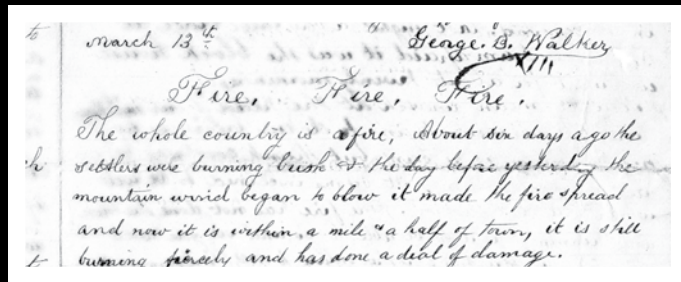 March 13th George. B. Walker
VIII
Fire, Fire, Fire.
The whole country is a fire, About six days ago the
settlers were burning bush & the day before yesterday the
mountain wind began to blow it made the fire spread
and now it is within a mile & a half of town, it is still
burning fiercely and has done a deal of damage.